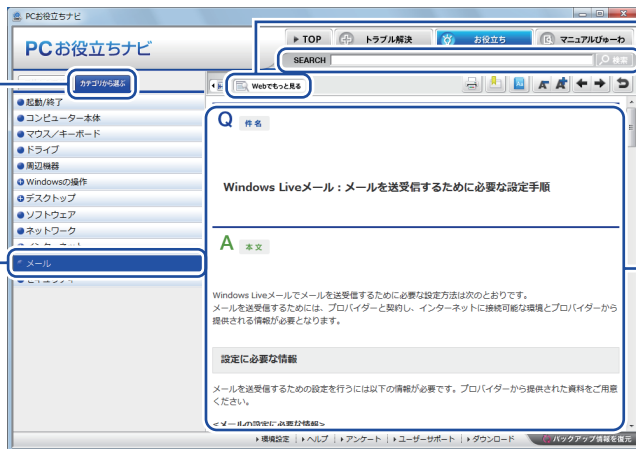 PCお役立ちナビ
PCお役立ちナビ
TOP
トラブル解決
お役立ち
マニュアルびゅーわ
SEARCH
検索
カテゴリから選ぶ
Webでもっと見る
起動/終了
コンピューター本体
マウス/キーボード
ドライブ
周辺機器
Windowsの操作
デスクトップ
ソフトウェア
ネットワーク
メール
Q 件名
Windows Liveメール：メールを送受信するために必要な設定手順
A 本文
Windows Liveメールでメールを送受信するために必要な設定方法は次のとおりです。
メールを送受信するためには、プロバイダーと契約し、インターネットに接続可能な環境とプロバイダーから
提供される情報が必要となります。
設定に必要な情報
メールを送受信するための設定を行うには以下の情報が必要です。プロバイダーから提供された資料をご用意
ください。
<メールの設定に必要な情報>
環境設定
ヘルプ
アンケート
ユーザーサポート
ダウンロード
バックアップ情報を復元